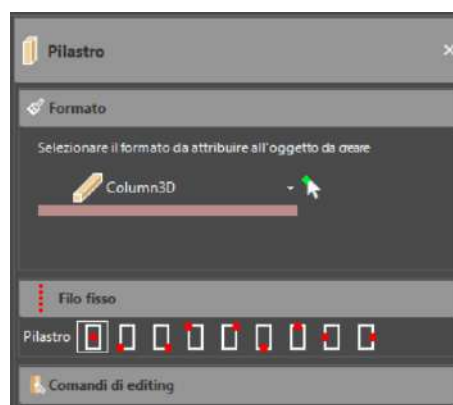 Pilastro
Formato
Selezionare il formato da attribuire all'oggetto da creare
Column3D
Filo fisso
Pilastro
Comandi di editing